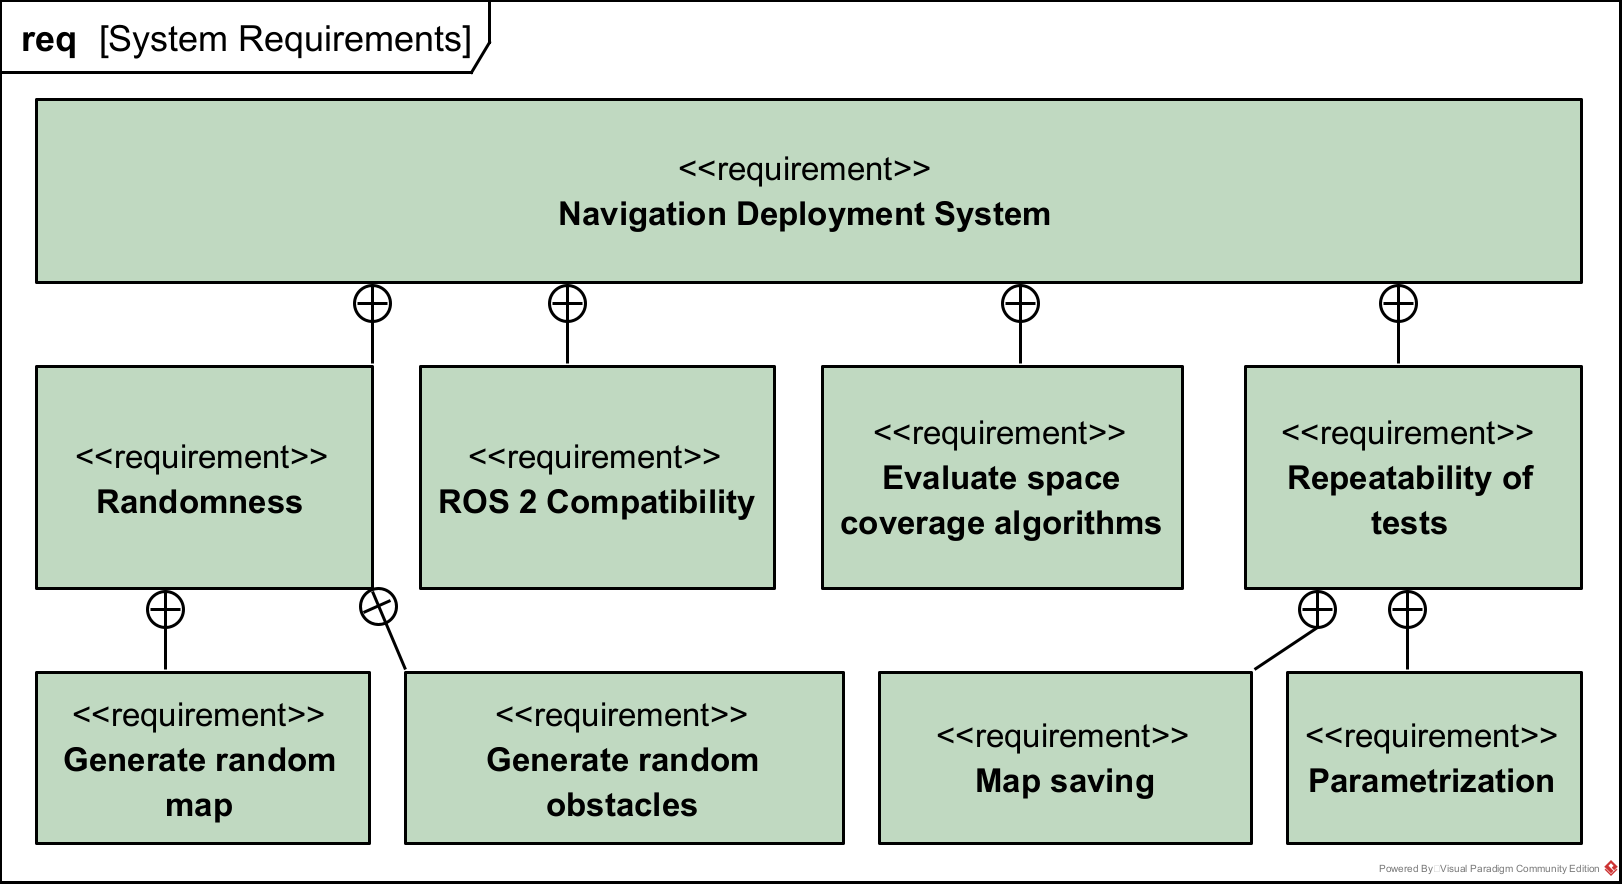 req [System Requirements]
<<requirement>>
Navigation Deployment System
<<requirement>>
Randomness
<<requirement>>
ROS 2 Compatibility
<<requirement>>
Evaluate space
coverage algorithms
<<requirement>>
Repeatability of
tests
<<requirement>>
Generate random
map
<<requirement>>
Generate random
obstacles
<<requirement>>
Map saving
<<requirement>>
Parametrization
Powered By□Visual Paradigm Community Edition